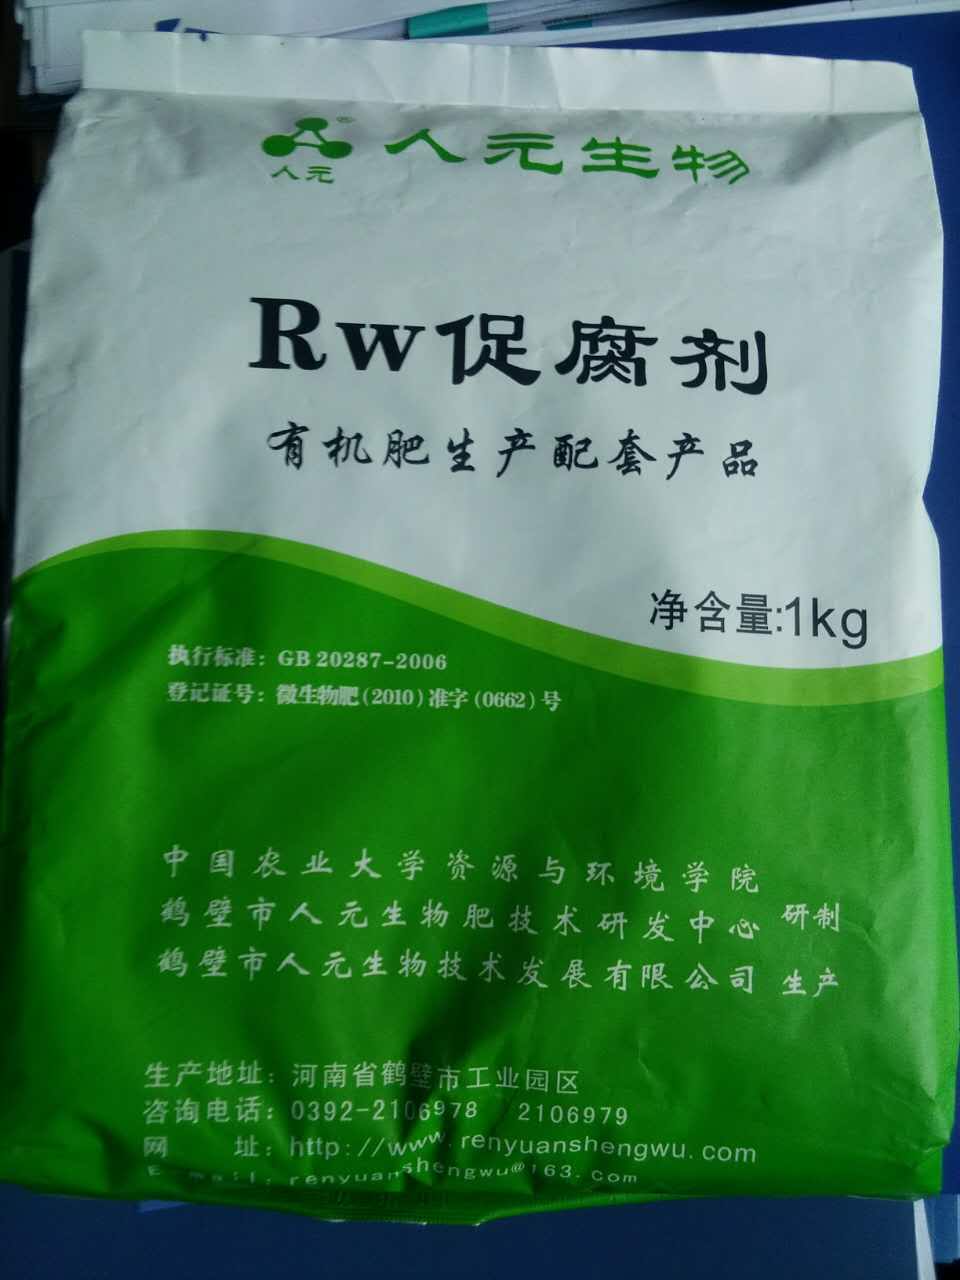 人元® 人元生物
Rw促腐剂
有机肥生产配套产品
净含量:1kg
执行标准：GB 20287-2006
登记证号：微生物肥(2010)准字(0662)号
中国农业大学资源与环境学院
鹤壁市人元生物肥技术研发中心 研制
鹤壁市人元生物技术发展有限公司 生产
生产地址：河南省鹤壁市工业园区
咨询电话：0392-2106978 2106979
网 址：http://www.renyuanshengwu.com
E-mail：renyuanshengwu@163.com